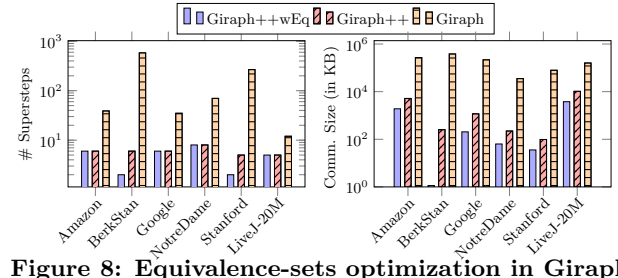 Giraph++wEq Giraph++ Giraph
# Supersteps
10^3
10^1
Amazon
BerkStan
Google
NotreDame
Stanford
LiveJ-20M
Comm. Size (in KB)
10^6
10^4
10^2
10^0
Amazon
BerkStan
Google
NotreDame
Stanford
LiveJ-20M
Figure 8: Equivalence-sets optimization in Giraph